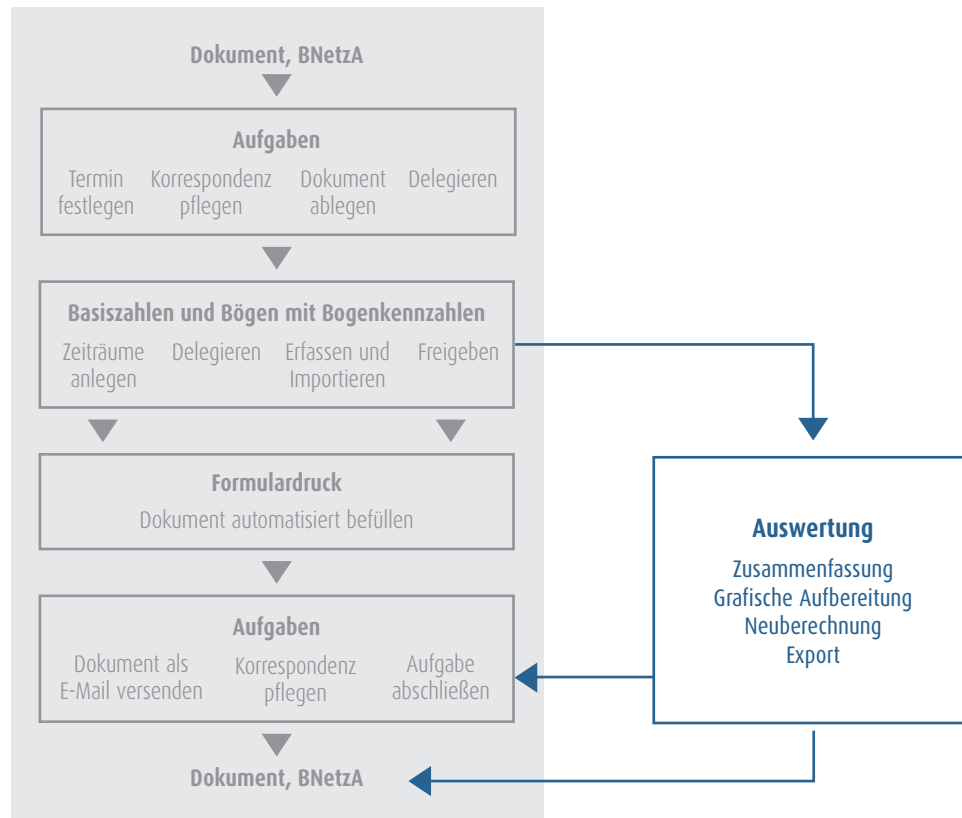 Dokument, BNetzA
Aufgaben
Termin festlegen
Korrespondenz pflegen
Dokument ablegen
Delegieren
Basiszahlen und Bögen mit Bogenkennzahlen
Zeiträume anlegen
Delegieren
Erfassen und Importieren
Freigeben
Formulardruck
Dokument automatisiert befüllen
Aufgaben
Dokument als E-Mail versenden
Korrespondenz pflegen
Aufgabe abschließen
Dokument, BNetzA
Auswertung
Zusammenfassung
Grafische Aufbereitung
Neuberechnung
Export